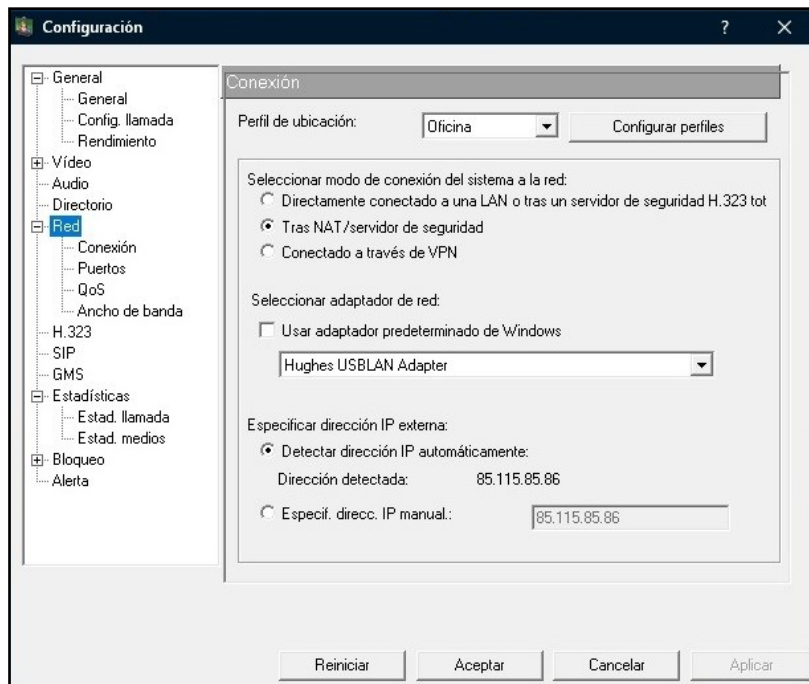 Configuración
General
General
Config. llamada
Rendimiento
Vídeo
Audio
Directorio
Red
Conexión
Puertos
QoS
Ancho de banda
H.323
SIP
GMS
Estadísticas
Estad. llamada
Estad. medios
Bloqueo
Alerta
Conexión
Perfil de ubicación: Oficina Configurar perfiles
Seleccionar modo de conexión del sistema a la red:
Directamente conectado a una LAN o tras un servidor de seguridad H.323 tot
Tras NAT/servidor de seguridad
Conectado a través de VPN
Seleccionar adaptador de red:
Usar adaptador predeterminado de Windows
Hughes USBLAN Adapter
Especificar dirección IP externa:
Detectar dirección IP automáticamente:
Dirección detectada: 85.115.85.86
Especif. direcc. IP manual.: 85.115.85.86
Reiniciar Aceptar Cancelar Aplicar